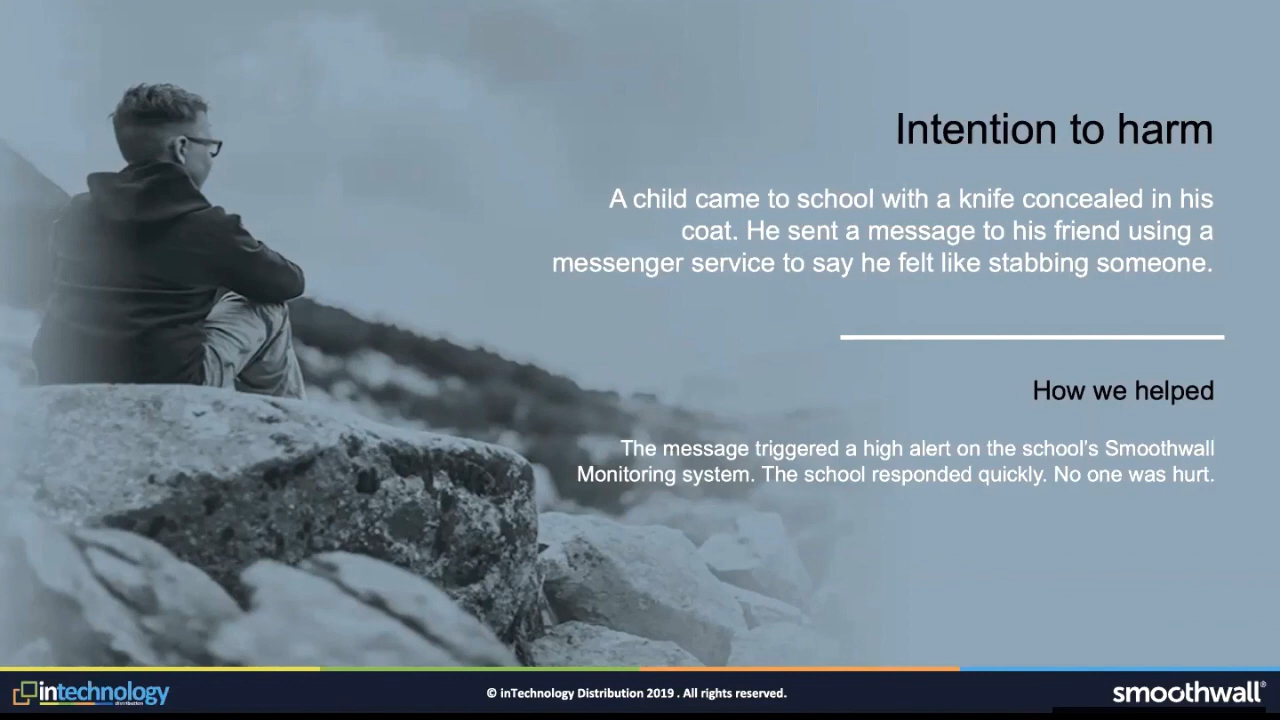 Intention to harm
A child came to school with a knife concealed in his
coat. He sent a message to his friend using a
messenger service to say he felt like stabbing someone.
How we helped
The message triggered a high alert on the school's Smoothwall
Monitoring system. The school responded quickly. No one was hurt.
intechnology
distribution
© inTechnology Distribution 2019 . All rights reserved.
smoothwall®